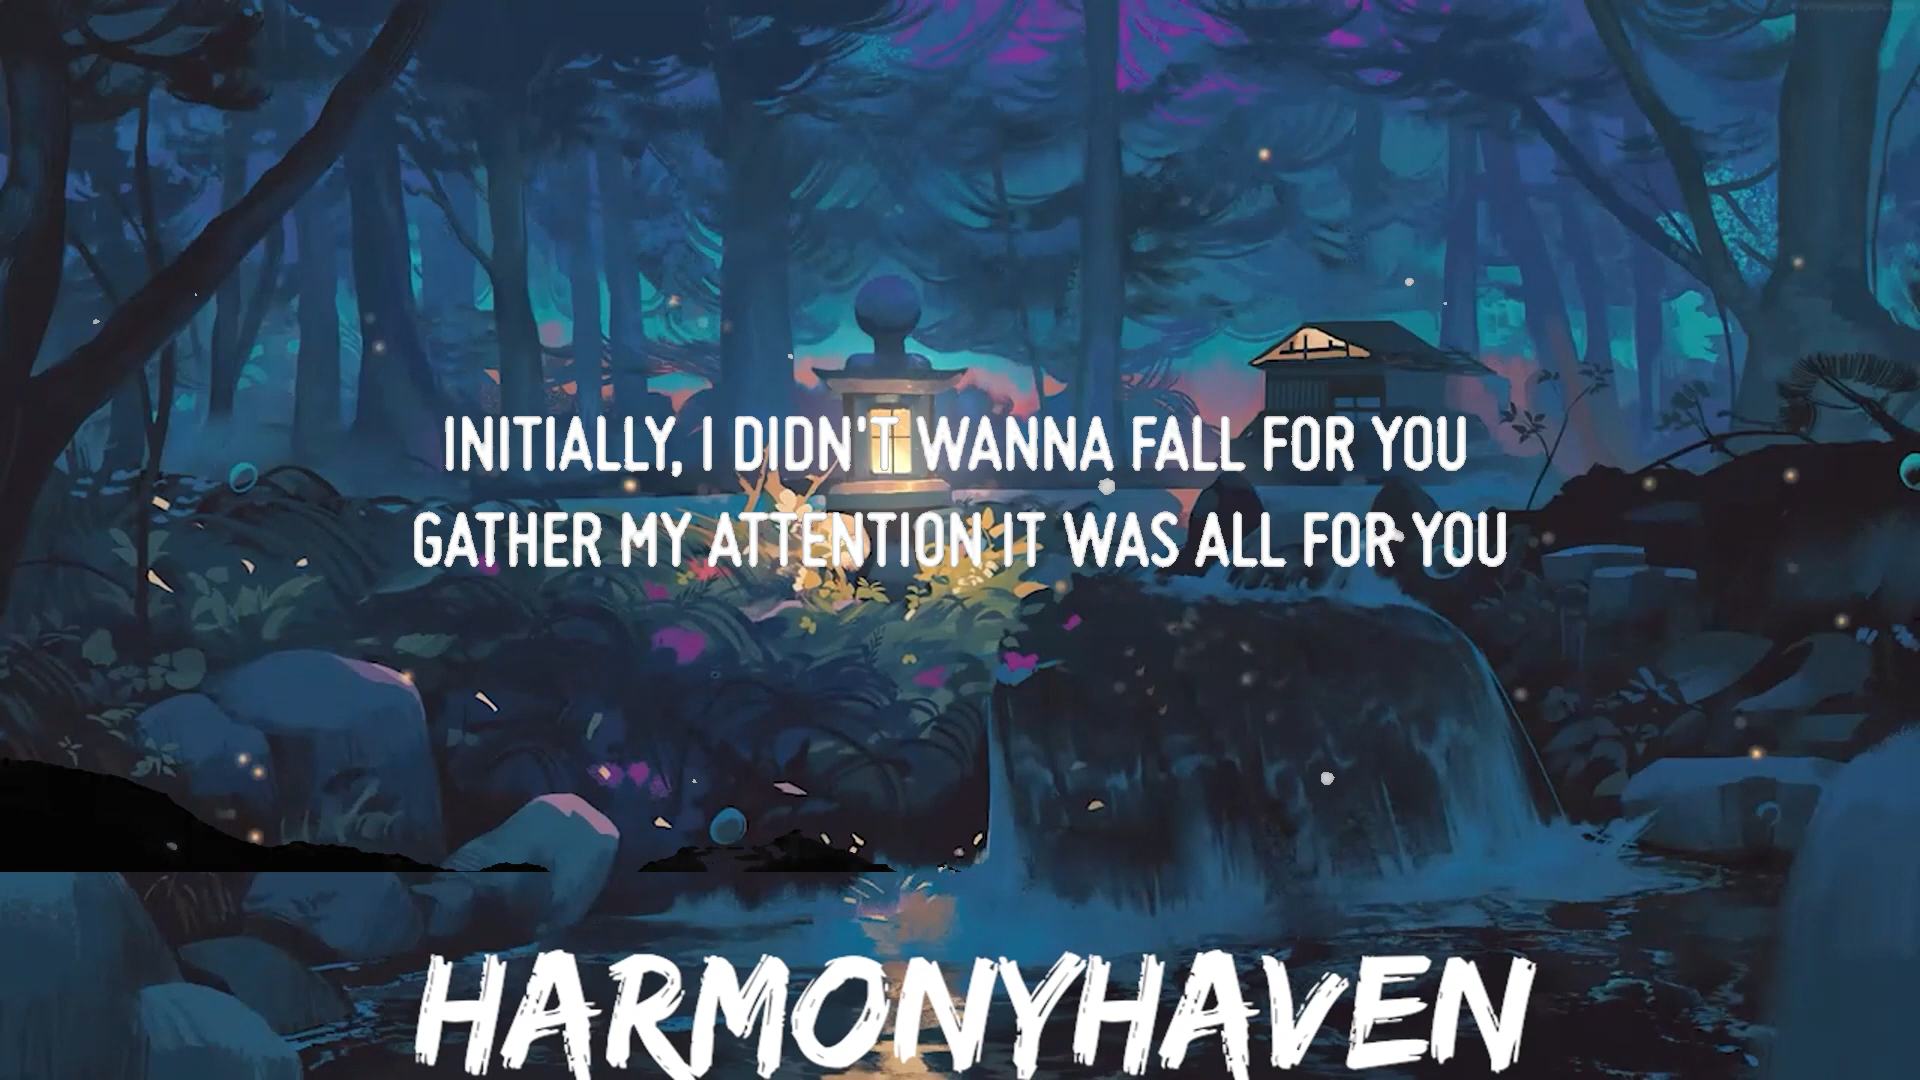 INITIALLY, I DIDN'T WANNA FALL FOR YOU
GATHER MY ATTENTION IT WAS ALL FOR YOU
HARMONYHAVEN